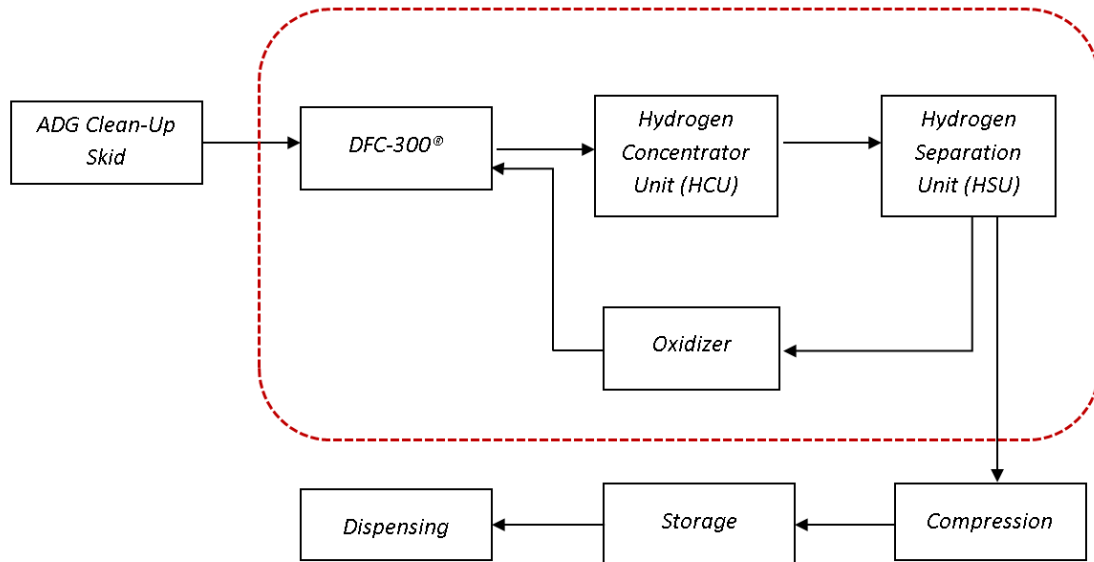 ADG Clean-Up
Skid
DFC-300®
Hydrogen
Concentrator
Unit (HCU)
Hydrogen
Separation
Unit (HSU)
Oxidizer
Dispensing
Storage
Compression